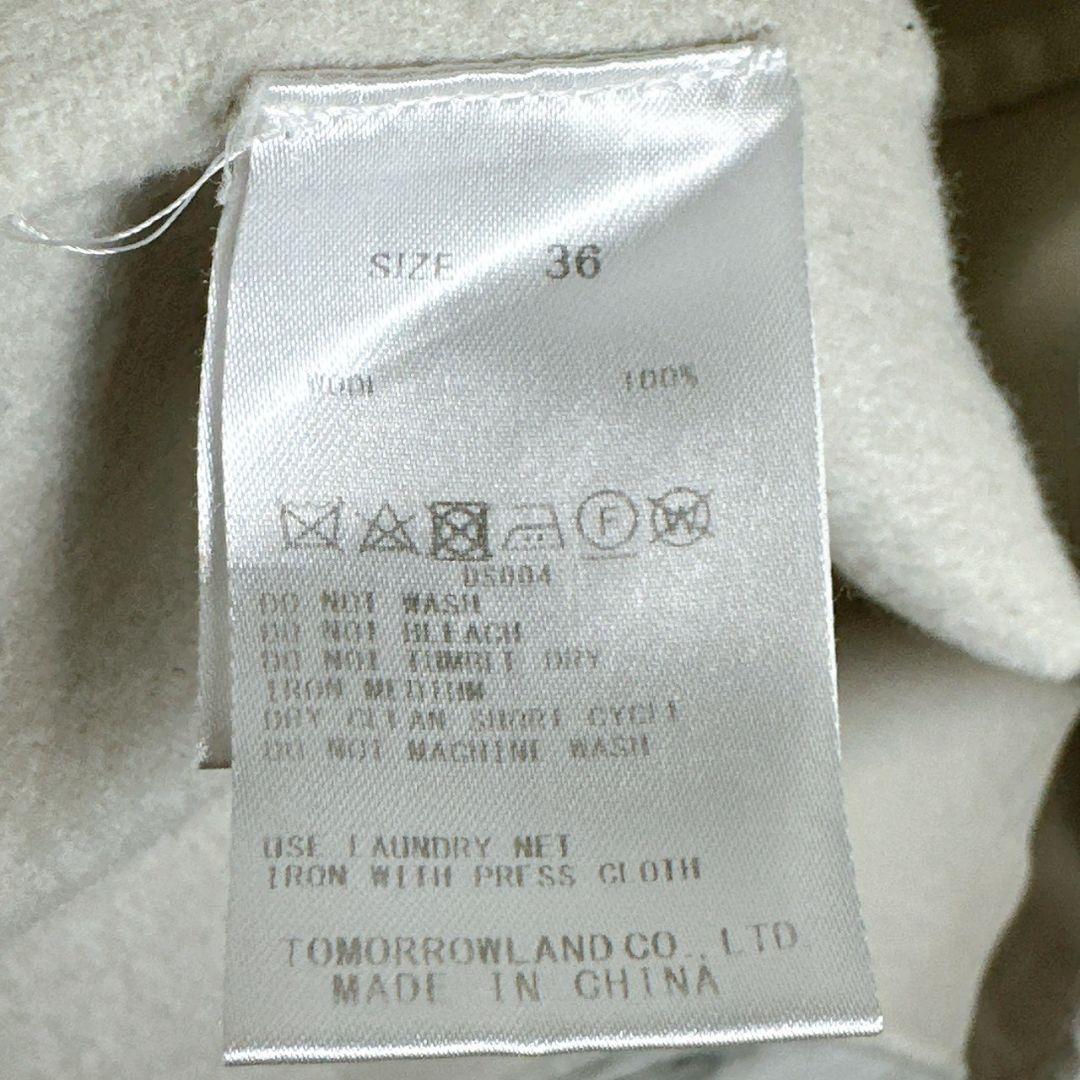 SIZE 36
WOOL 100%
F W
DS004
DO NOT WASH
DO NOT BLEACH
DO NOT TUMBLE DRY
IRON MEDIUM
DRY CLEAN SHORT CYCLE
DO NOT MACHINE WASH
USE LAUNDRY NET
IRON WITH PRESS CLOTH
TOMORROWLAND CO., LTD
MADE IN CHINA